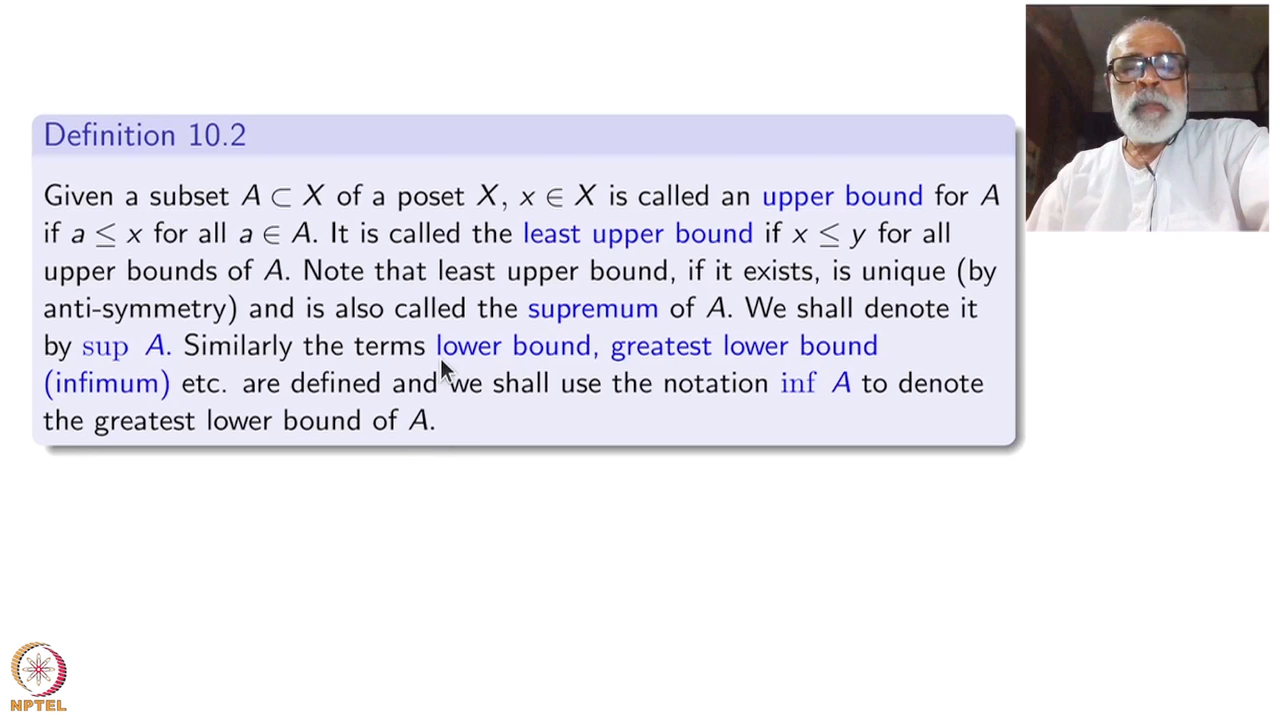 Definition 10.2
Given a subset A ⊂ X of a poset X, x ∈ X is called an upper bound for A
if a ≤ x for all a ∈ A. It is called the least upper bound if x ≤ y for all
upper bounds of A. Note that least upper bound, if it exists, is unique (by
anti-symmetry) and is also called the supremum of A. We shall denote it
by sup A. Similarly the terms lower bound, greatest lower bound
(infimum) etc. are defined and we shall use the notation inf A to denote
the greatest lower bound of A.
NPTEL